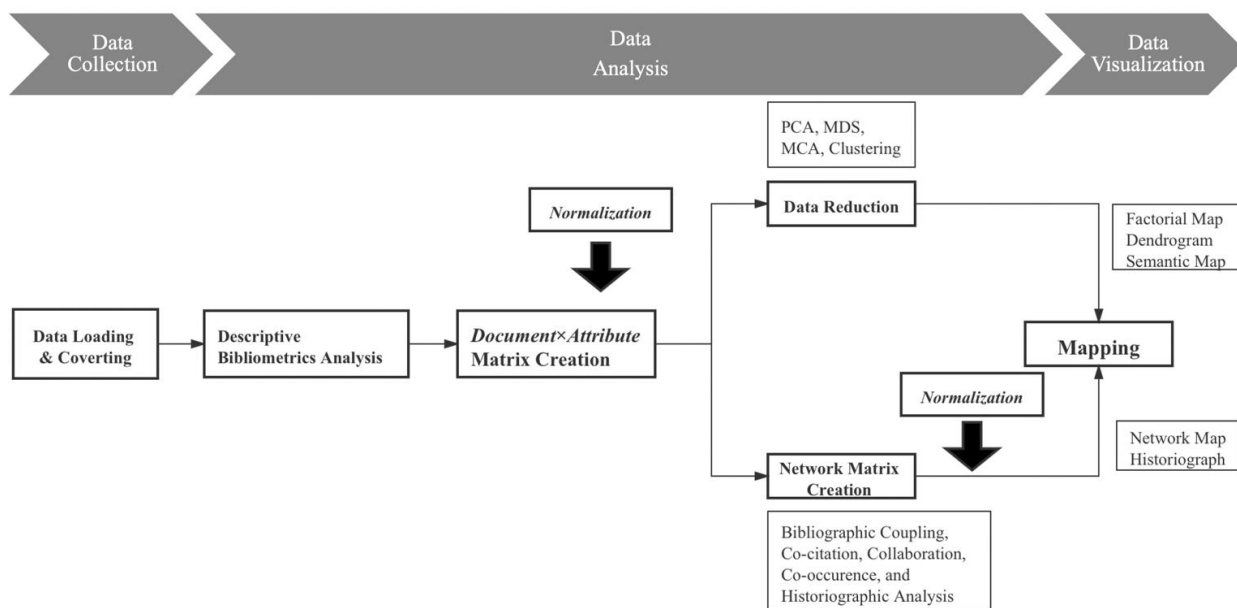 Data
Collection
Data
Analysis
Data
Visualization
PCA, MDS,
MCA, Clustering
Normalization
Data Reduction
Factorial Map
Dendrogram
Semantic Map
Data Loading
& Coverting
Descriptive
Bibliometrics Analysis
Document×Attribute
Matrix Creation
Mapping
Normalization
Network Matrix
Creation
Network Map
Historiograph
Bibliographic Coupling,
Co-citation, Collaboration,
Co-occurence, and
Historiographic Analysis